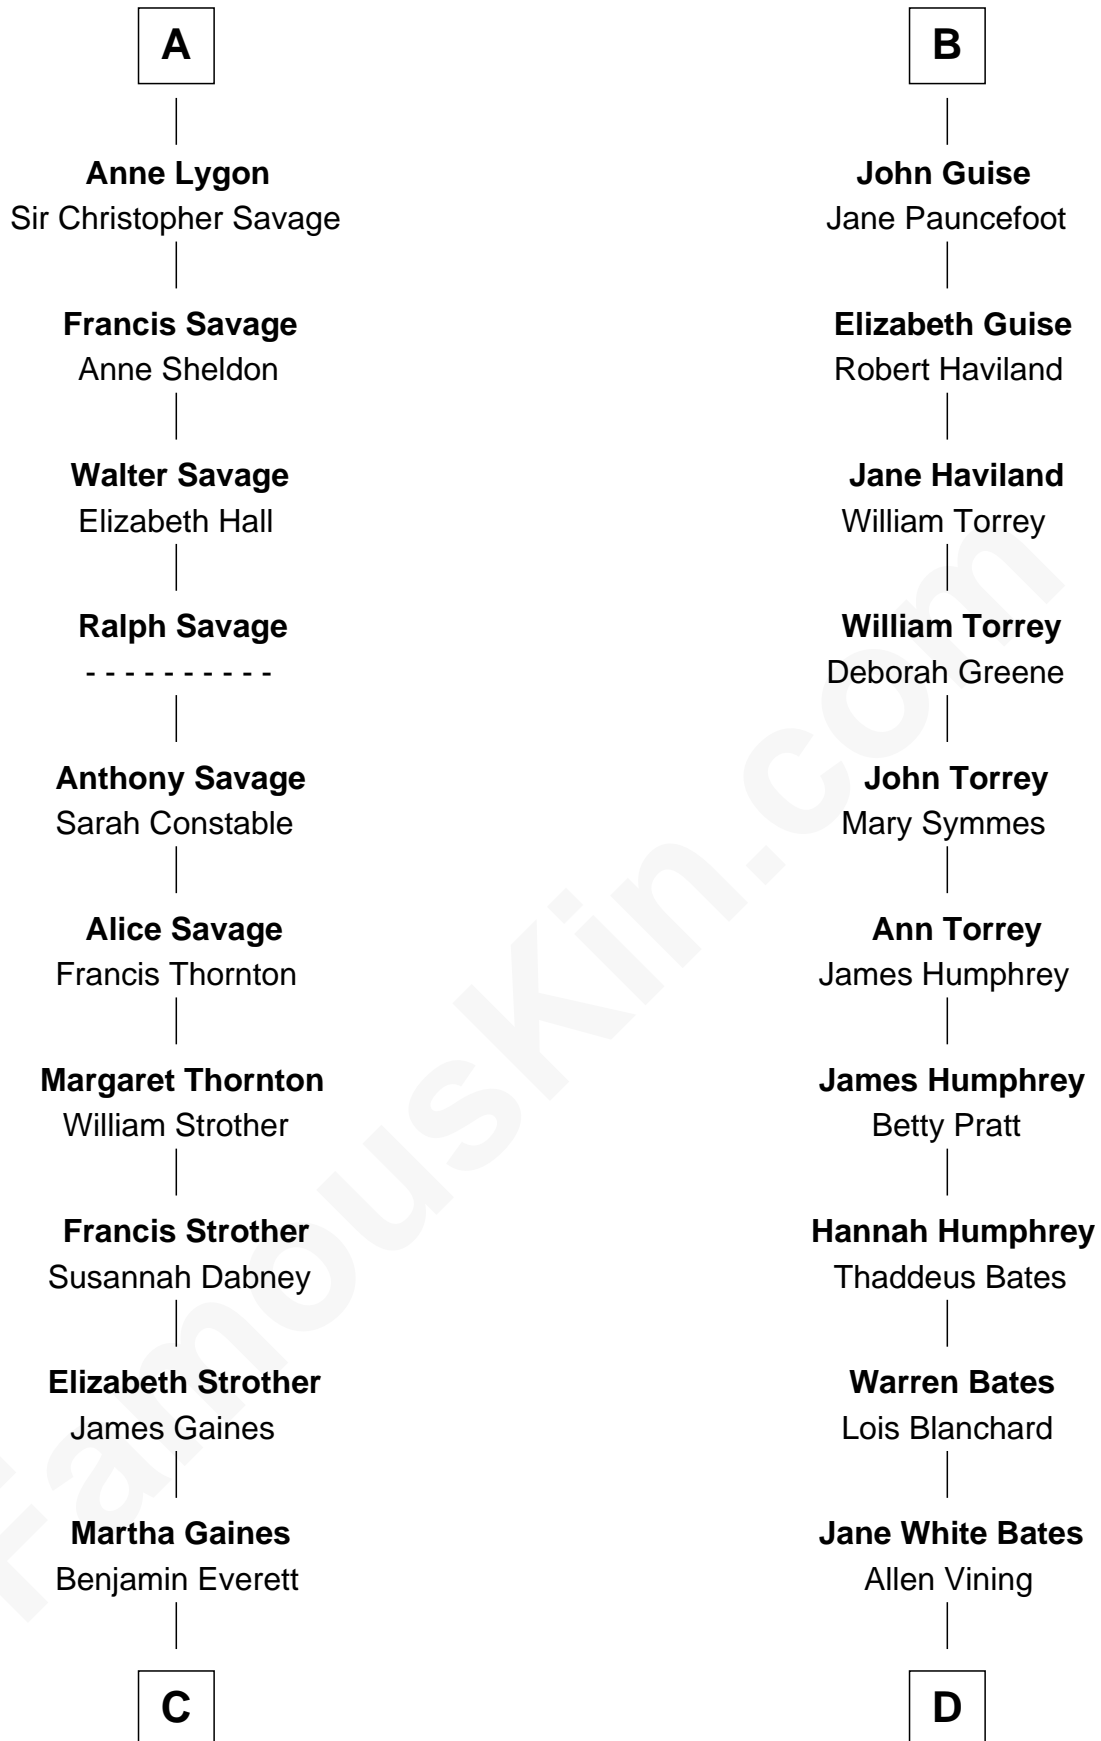 A
Anne Lygon
Sir Christopher Savage
Francis Savage
Anne Sheldon
Walter Savage
Elizabeth Hall
Ralph Savage
- - - - - - - - - -
Anthony Savage
Sarah Constable
Alice Savage
Francis Thornton
Margaret Thornton
William Strother
Francis Strother
Susannah Dabney
Elizabeth Strother
James Gaines
Martha Gaines
Benjamin Everett
C
B
John Guise
Jane Pauncefoot
Elizabeth Guise
Robert Haviland
Jane Haviland
William Torrey
William Torrey
Deborah Greene
John Torrey
Mary Symmes
Ann Torrey
James Humphrey
James Humphrey
Betty Pratt
Hannah Humphrey
Thaddeus Bates
Warren Bates
Lois Blanchard
Jane White Bates
Allen Vining
D
FamousKin.com